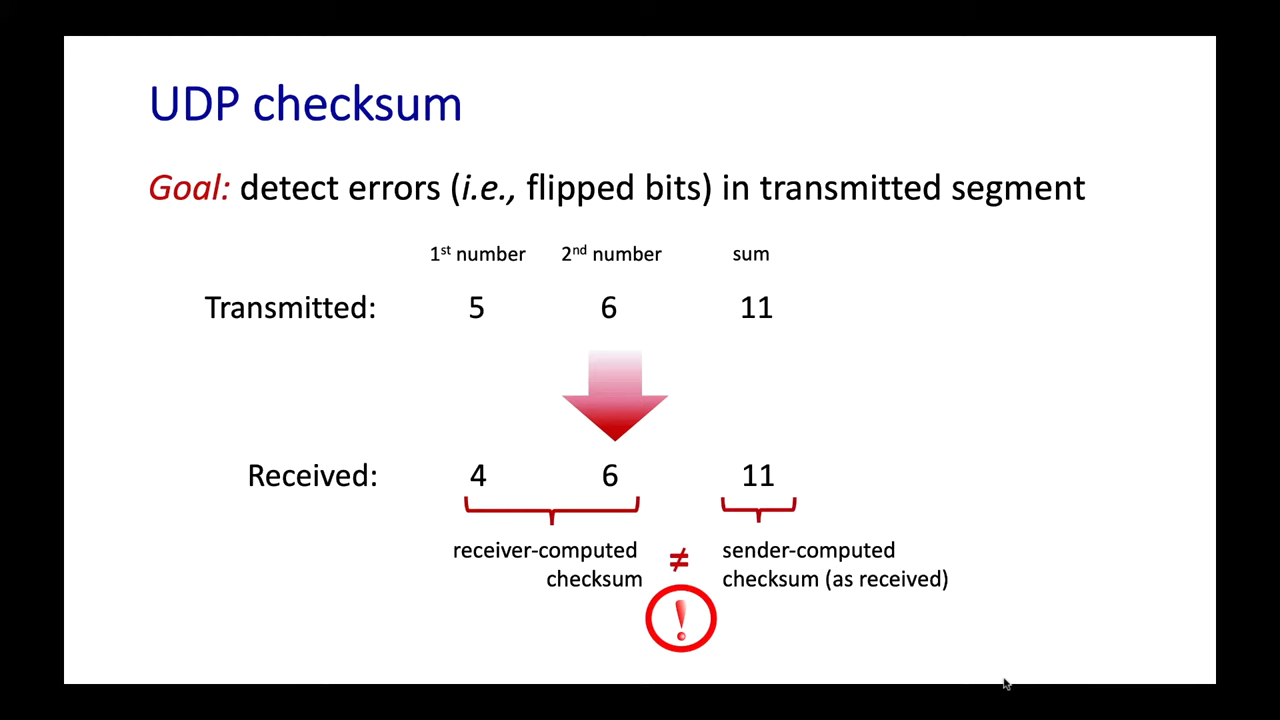 UDP checksum
Goal: detect errors (i.e., flipped bits) in transmitted segment
1st number 2nd number sum
Transmitted: 5 6 11
Received: 4 6 11
receiver-computed ≠ sender-computed
checksum checksum (as received)
!